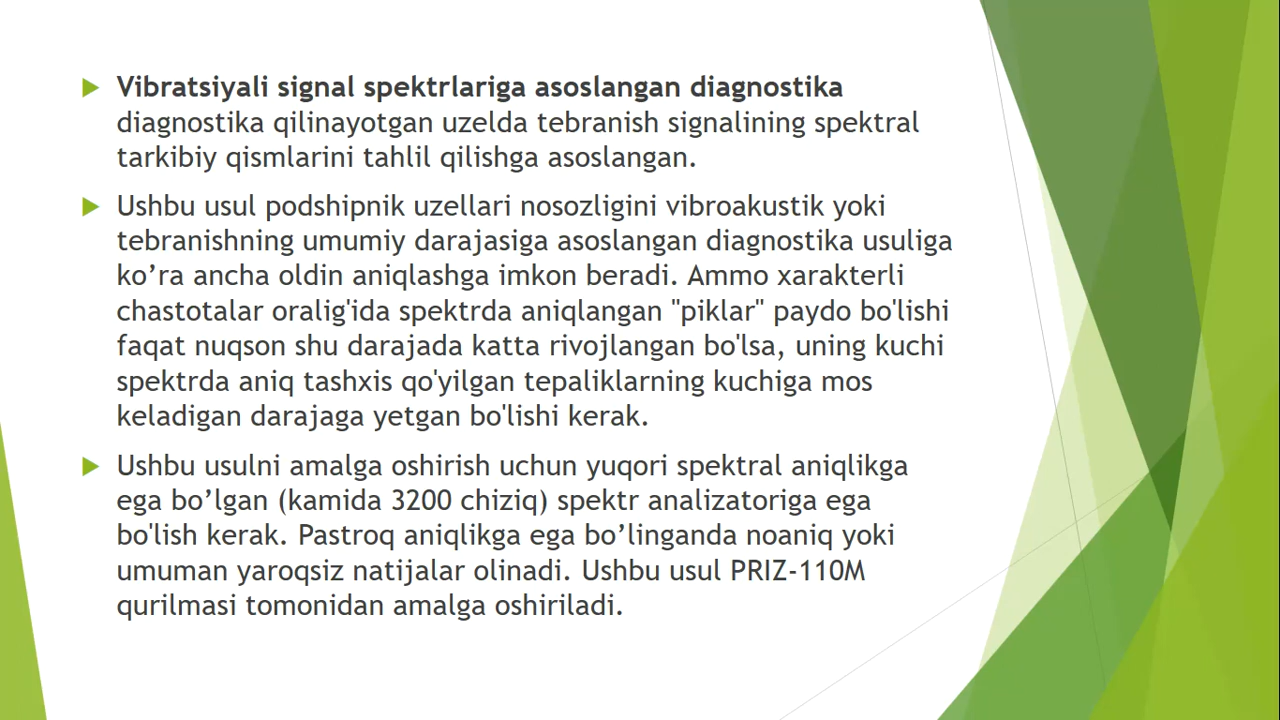 Vibratsiyali signal spektrlariga asoslangan diagnostika
diagnostika qilinayotgan uzelda tebranish signalining spektral
tarkibiy qismlarini tahlil qilishga asoslangan.
Ushbu usul podshipnik uzellari nosozligini vibroakustik yoki
tebranishning umumiy darajasiga asoslangan diagnostika usuliga
ko’ra ancha oldin aniqlashga imkon beradi. Ammo xarakterli
chastotalar oralig'ida spektrda aniqlangan "piklar" paydo bo'lishi
faqat nuqson shu darajada katta rivojlangan bo'lsa, uning kuchi
spektrda aniq tashxis qo'yilgan tepaliklarning kuchiga mos
keladigan darajaga yetgan bo'lishi kerak.
Ushbu usulni amalga oshirish uchun yuqori spektral aniqlikga
ega bo’lgan (kamida 3200 chiziq) spektr analizatoriga ega
bo'lish kerak. Pastroq aniqlikga ega bo’linganda noaniq yoki
umuman yaroqsiz natijalar olinadi. Ushbu usul PRIZ-110M
qurilmasi tomonidan amalga oshiriladi.